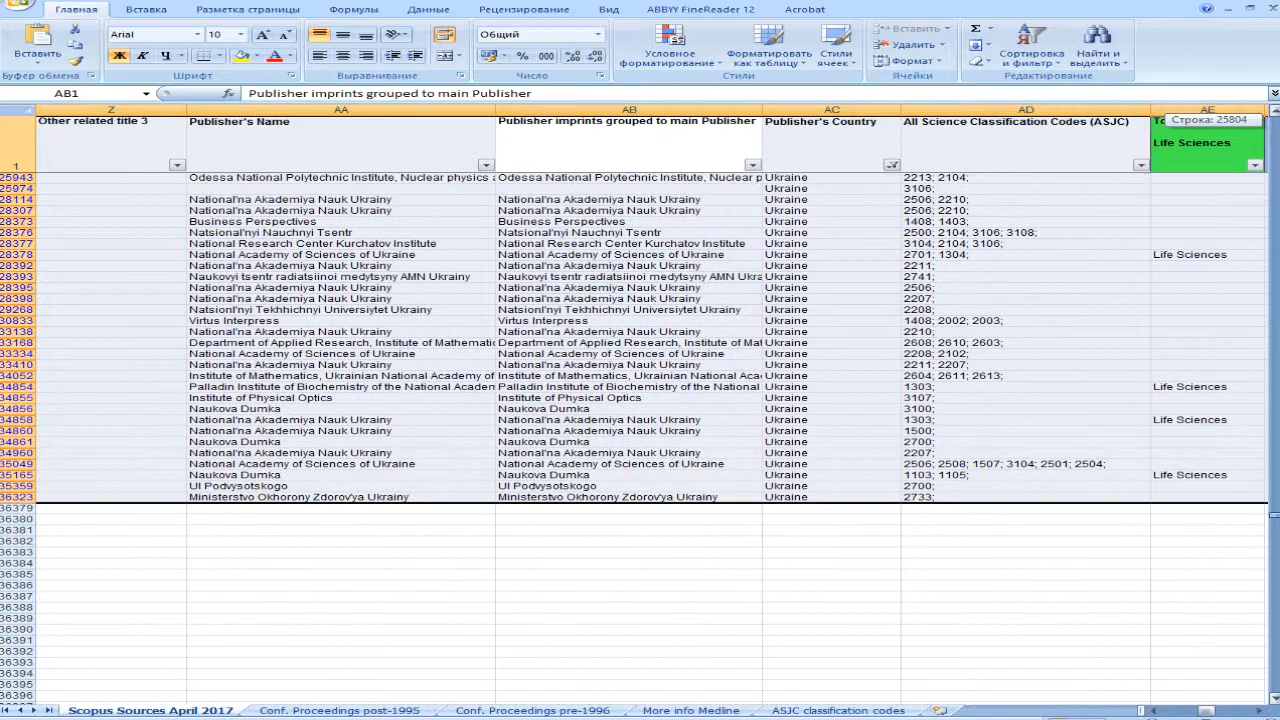 Главная Вставка Разметка страницы Формулы Данные Рецензирование Вид ABBYY FineReader 12 Acrobat
Вставить Arial 10 Общий Условное форматирование Форматировать как таблицу Стили ячеек Вставить Удалить Формат Сортировка и фильтр Найти и выделить
Ж К Ч А % 000 Σ
Буфер обмена Шрифт Выравнивание Число Стили Ячейки Редактирование
AB1 fx Publisher imprints grouped to main Publisher
Z AA AB AC AD AE
1 Other related title 3 Publisher's Name Publisher imprints grouped to main Publisher Publisher's Country All Science Classification Codes (ASJC) Life Sciences
Строка: 25804
25943 Odessa National Polytechnic Institute, Nuclear physics Odessa National Polytechnic Institute, Nuclear p Ukraine 2213; 2104;
25974 Ukraine 3106;
28114 National'na Akademiya Nauk Ukrainy National'na Akademiya Nauk Ukrainy Ukraine 2506; 2210;
28307 National'na Akademiya Nauk Ukrainy National'na Akademiya Nauk Ukrainy Ukraine 2506; 2210;
28373 Business Perspectives Business Perspectives Ukraine 1408; 1403;
28376 Natsional'nyi Nauchnyi Tsentr Natsional'nyi Nauchnyi Tsentr Ukraine 2500; 2104; 3106; 3108;
28377 National Research Center Kurchatov Institute National Research Center Kurchatov Institute Ukraine 3104; 2104; 3106;
28378 National Academy of Sciences of Ukraine National Academy of Sciences of Ukraine Ukraine 2701; 1304; Life Sciences
28392 National'na Akademiya Nauk Ukrainy National'na Akademiya Nauk Ukrainy Ukraine 2211;
28393 Naukovyi tsentr radiatsiinoi medytsyny AMN Ukrainy Naukovyi tsentr radiatsiinoi medytsyny AMN Ukra Ukraine 2741;
28395 National'na Akademiya Nauk Ukrainy National'na Akademiya Nauk Ukrainy Ukraine 2506;
28398 National'na Akademiya Nauk Ukrainy National'na Akademiya Nauk Ukrainy Ukraine 2207;
29268 Natsionl'nyi Tekhhichnyi Universiytet Ukrainy Natsionl'nyi Tekhhichnyi Universiytet Ukrainy Ukraine 2208;
30833 Virtus Interpress Virtus Interpress Ukraine 1408; 2002; 2003;
33138 National'na Akademiya Nauk Ukrainy National'na Akademiya Nauk Ukrainy Ukraine 2210;
33168 Department of Applied Research, Institute of Mathemati Department of Applied Research, Institute of Mat Ukraine 2608; 2610; 2603;
33334 National Academy of Sciences of Ukraine National Academy of Sciences of Ukraine Ukraine 2208; 2102;
33410 National'na Akademiya Nauk Ukrainy National'na Akademiya Nauk Ukrainy Ukraine 2211; 2207;
34052 Institute of Mathematics, Ukrainian National Academy of Institute of Mathematics, Ukrainian National Aca Ukraine 2604; 2611; 2613;
34854 Palladin Institute of Biochemistry of the National Academ Palladin Institute of Biochemistry of the National Ukraine 1303; Life Sciences
34855 Institute of Physical Optics Institute of Physical Optics Ukraine 3107;
34856 Naukova Dumka Naukova Dumka Ukraine 3100;
34858 National'na Akademiya Nauk Ukrainy National'na Akademiya Nauk Ukrainy Ukraine 1303; Life Sciences
34860 National'na Akademiya Nauk Ukrainy National'na Akademiya Nauk Ukrainy Ukraine 1500;
34861 Naukova Dumka Naukova Dumka Ukraine 2700;
34960 National'na Akademiya Nauk Ukrainy National'na Akademiya Nauk Ukrainy Ukraine 2207;
35049 National Academy of Sciences of Ukraine National Academy of Sciences of Ukraine Ukraine 2506; 2508; 1507; 3104; 2501; 2504;
35165 Naukova Dumka Naukova Dumka Ukraine 1103; 1105; Life Sciences
35359 UI Podvysotskogo UI Podvysotskogo Ukraine 2700;
36323 Ministerstvo Okhorony Zdorov'ya Ukrainy Ministerstvo Okhorony Zdorov'ya Ukrainy Ukraine 2733;
36379
36380
36381
36382
36383
36384
36385
36386
36387
36388
36389
36390
36391
36392
36393
36394
36395
36396
Scopus Sources April 2017 Conf. Proceedings post-1995 Conf. Proceedings pre-1996 More info Medline ASJC classification codes